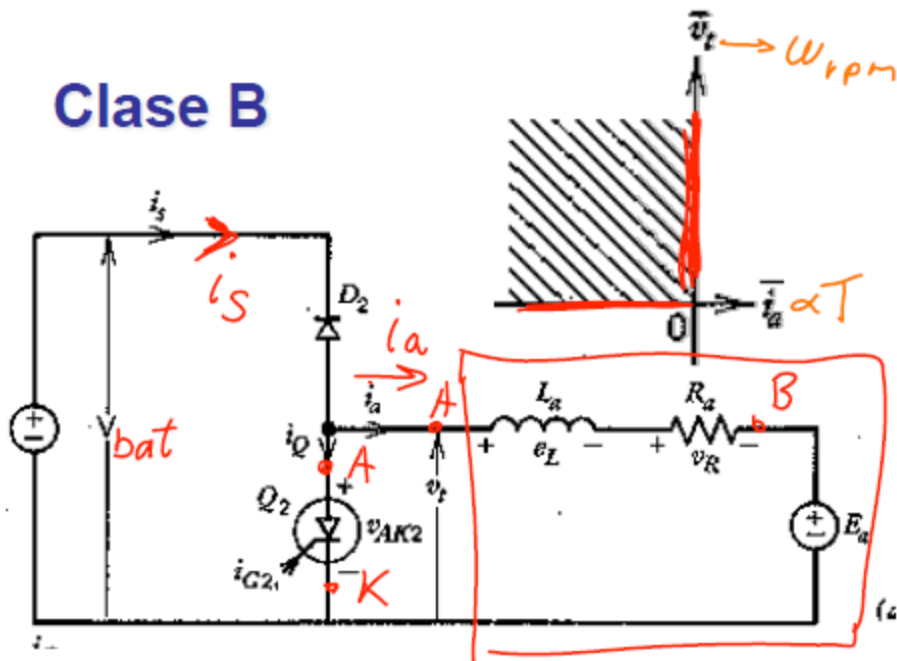 v̄t → ωrpm
Clase B
is
is
D2
0
īa ∝T
ia
ia
La
Ra
B
A
+ eL −
+ vR −
V
bat
iQ
A
vt
+
−
Ea
+
−
Q2
+
vAK2
iG2
−
K
(a